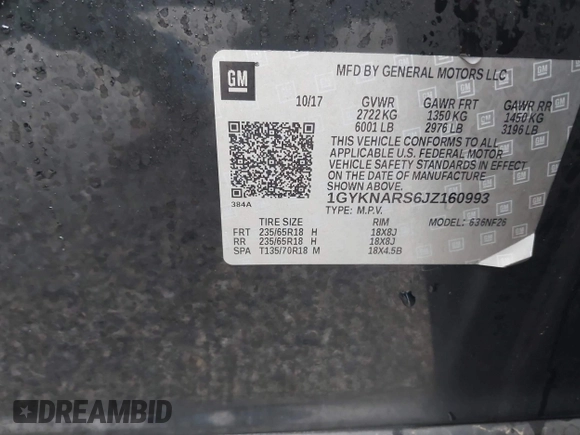 GM
MFD BY GENERAL MOTORS LLC
10/17 GVWR GAWR FRT GAWR RR
2722 KG 1350 KG 1450 KG
6001 LB 2976 LB 3196 LB
THIS VEHICLE CONFORMS TO ALL
APPLICABLE U.S. FEDERAL MOTOR
VEHICLE SAFETY STANDARDS IN EFFECT
ON THE DATE OF MANUFACTURE
SHOWN ABOVE.
1GYKNARS6JZ160993
384A TYPE: M.P.V. MODEL: 636NF26
TIRE SIZE RIM
FRT 235/65R18 H 18X8J
RR 235/65R18 H 18X8J
SPA T135/70R18 M 18X4.5B
DREAMBID